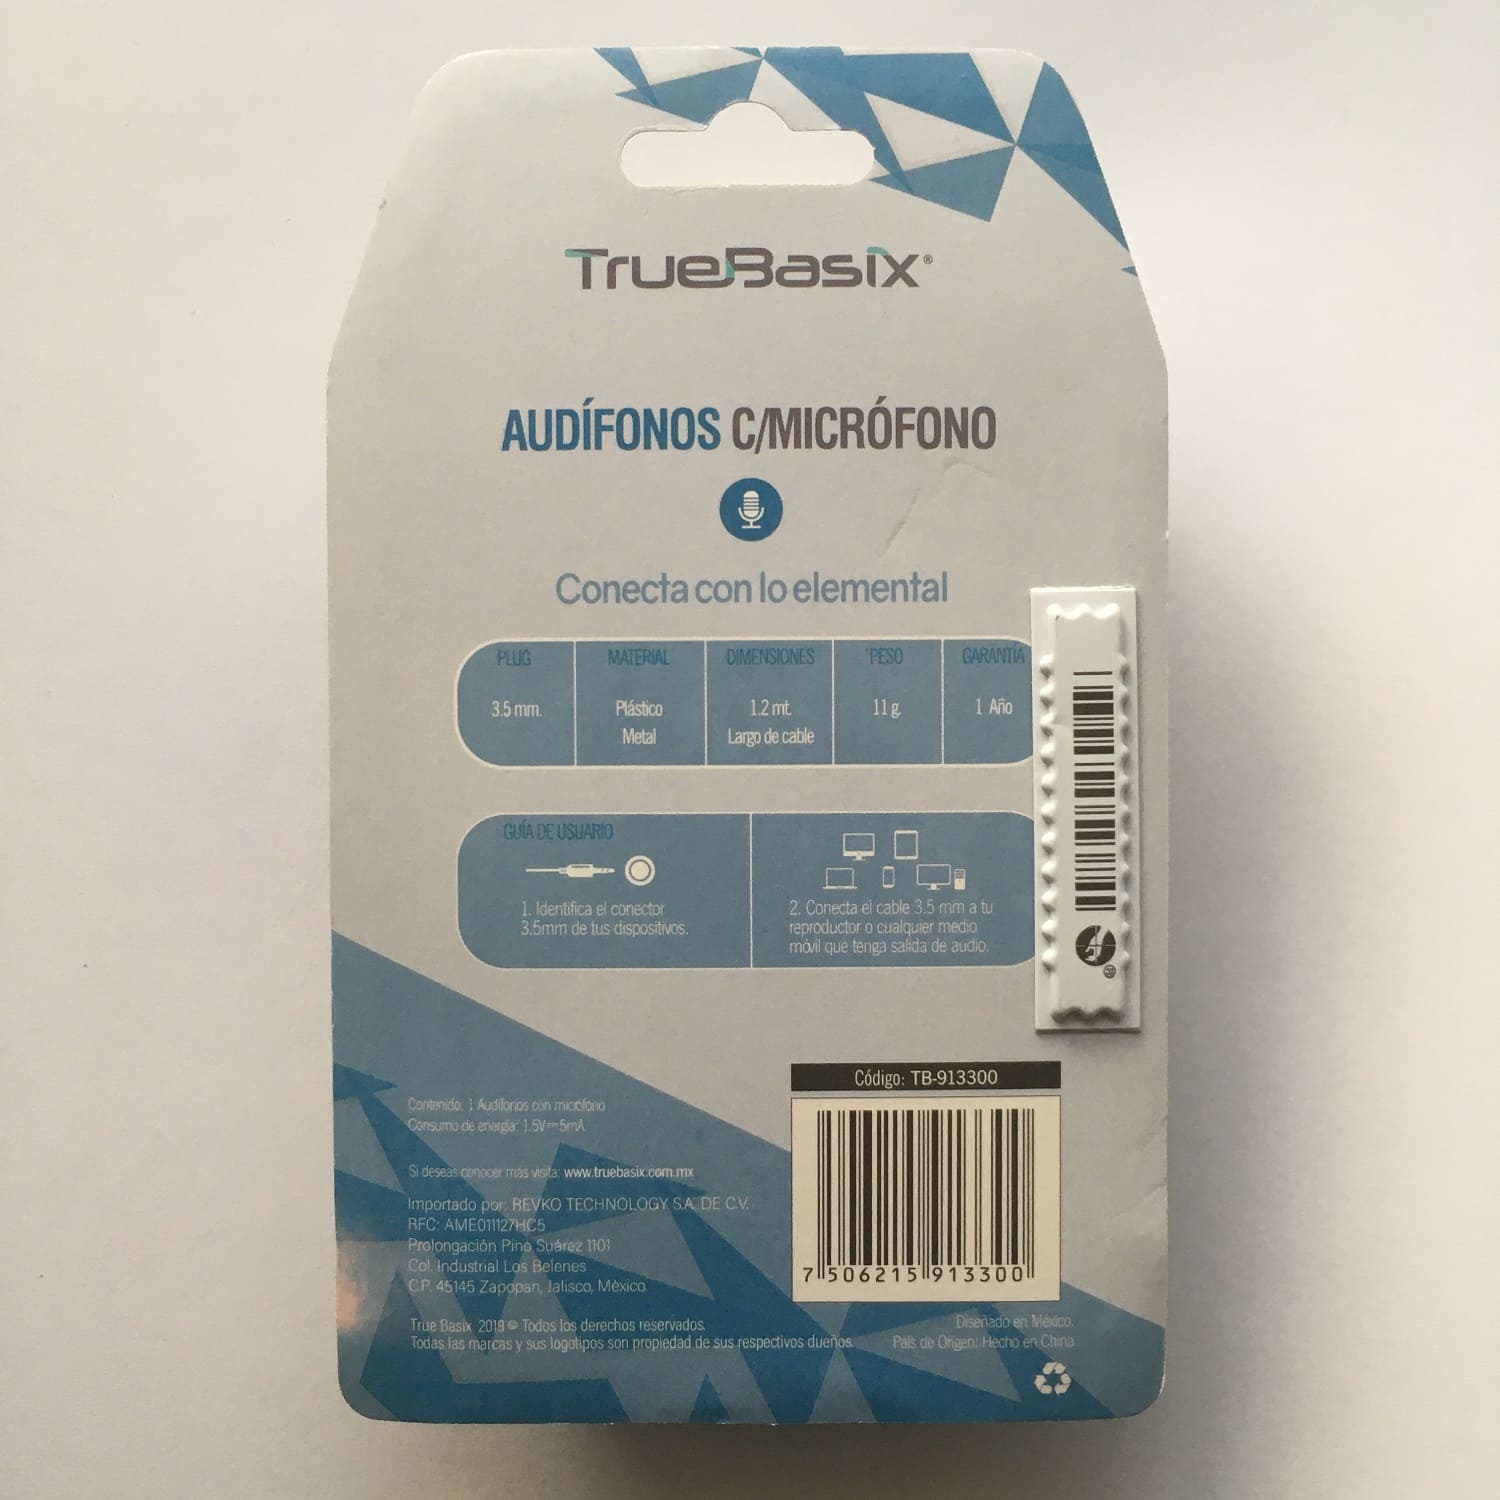 TrueBasix®
AUDÍFONOS C/MICRÓFONO
Conecta con lo elemental
PLUG MATERIAL DIMENSIONES PESO GARANTÍA
3.5 mm. Plástico 1.2 mt. 11 g. 1 Año
Metal Largo de cable
GUÍA DE USUARIO
1. Identifica el conector
3.5mm de tus dispositivos.
2. Conecta el cable 3.5 mm a tu
reproductor o cualquier medio
móvil que tenga salida de audio.
®
Código: TB-913300
7 506215 913300
Contenido: 1 Audífonos con micrófono
Consumo de energía: 1.5V⎓5mA
Si deseas conocer más visita: www.truebasix.com.mx
Importado por: REVKO TECHNOLOGY S.A. DE C.V.
RFC: AME011127HC5
Prolongación Pino Suárez 1101
Col. Industrial Los Belenes
C.P. 45145 Zapopan, Jalisco, México.
True Basix 2019 © Todos los derechos reservados.
Todas las marcas y sus logotipos son propiedad de sus respectivos dueños.
Diseñado en México.
País de Origen: Hecho en China